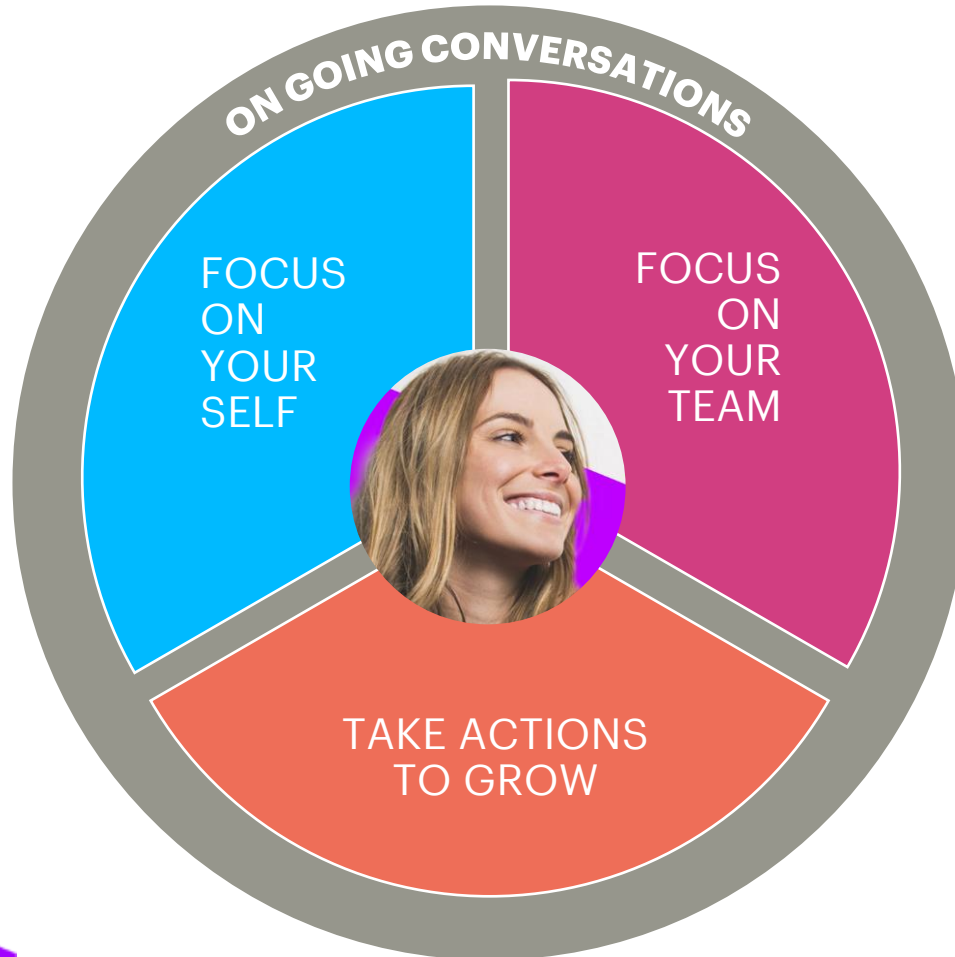 ON GOING CONVERSATIONS
FOCUS
ON
YOUR
SELF
FOCUS
ON
YOUR
TEAM
TAKE ACTIONS
TO GROW